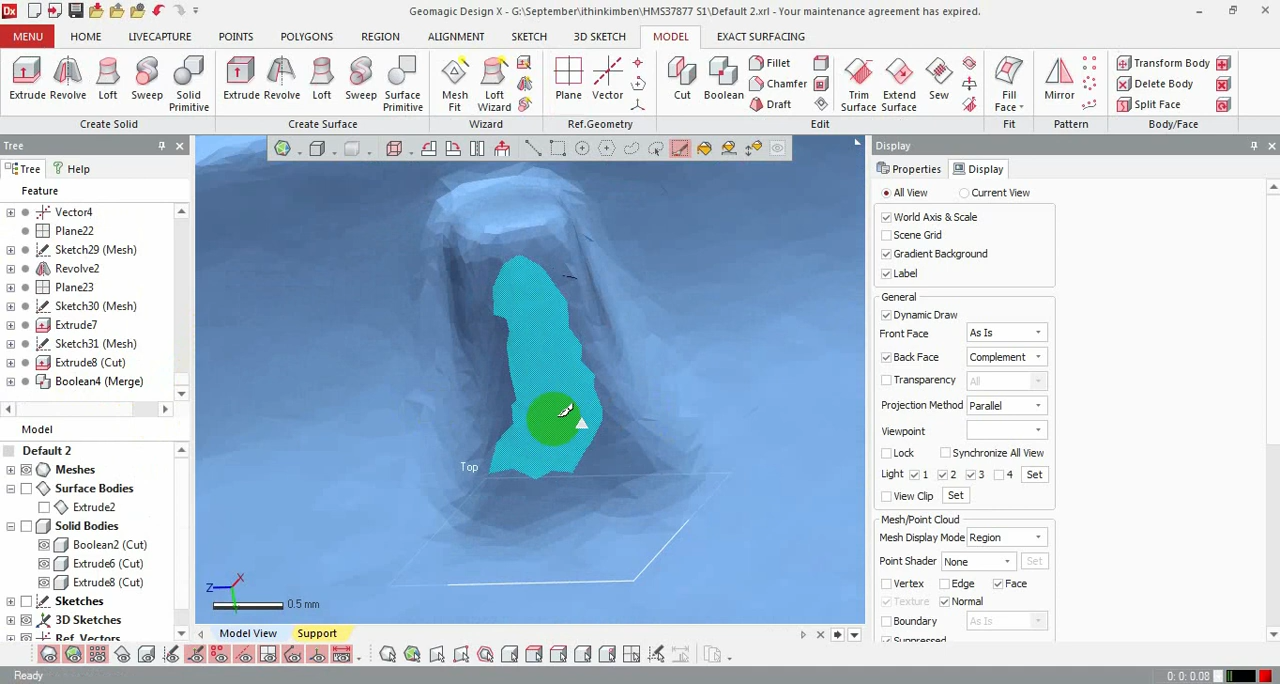 Dx Geomagic Design X - G:\September\ithinkimben\HMS37877 S1\Default 2.xrl - Your maintenance agreement has expired.
MENU HOME LIVECAPTURE POINTS POLYGONS REGION ALIGNMENT SKETCH 3D SKETCH MODEL EXACT SURFACING
Extrude Revolve Loft Sweep Solid Primitive
Create Solid
Extrude Revolve Loft Sweep Surface Primitive
Create Surface
Mesh Fit Loft Wizard
Wizard
Plane Vector
Ref.Geometry
Cut Boolean Fillet Chamfer Draft Trim Surface Extend Surface Sew
Edit
Fill Face
Fit
Mirror
Pattern
Transform Body
Delete Body
Split Face
Body/Face
Tree
Tree Help
Feature
Vector4
Plane22
Sketch29 (Mesh)
Revolve2
Plane23
Sketch30 (Mesh)
Extrude7
Sketch31 (Mesh)
Extrude8 (Cut)
Boolean4 (Merge)
Model
Default 2
Meshes
Surface Bodies
Extrude2
Solid Bodies
Boolean2 (Cut)
Extrude6 (Cut)
Extrude8 (Cut)
Sketches
3D Sketches
Ref. Vectors
Top
Z X
0.5 mm
Model View Support
Display
Properties Display
All View Current View
World Axis & Scale
Scene Grid
Gradient Background
Label
General
Dynamic Draw
Front Face As Is
Back Face Complement
Transparency All
Projection Method Parallel
Viewpoint
Lock Synchronize All View
Light 1 2 3 4 Set
View Clip Set
Mesh/Point Cloud
Mesh Display Mode Region
Point Shader None Set
Vertex Edge Face
Texture Normal
Boundary As Is
Suppressed
Ready
0: 0: 0.08